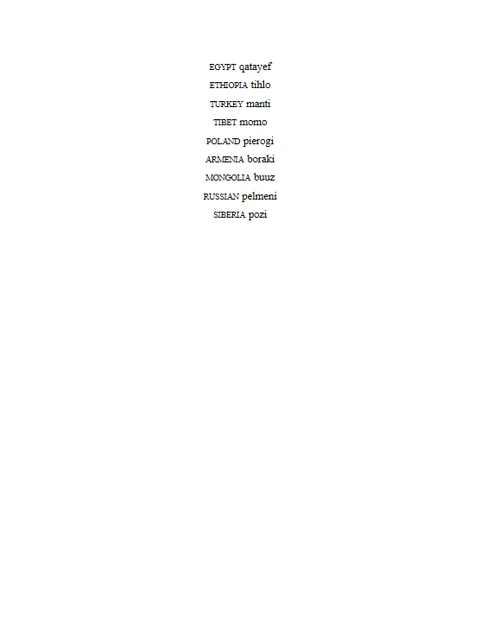 EGYPT qatayef
ETHIOPIA tihlo
TURKEY manti
TIBET momo
POLAND pierogi
ARMENIA boraki
MONGOLIA buuz
RUSSIAN pelmeni
SIBERIA pozi